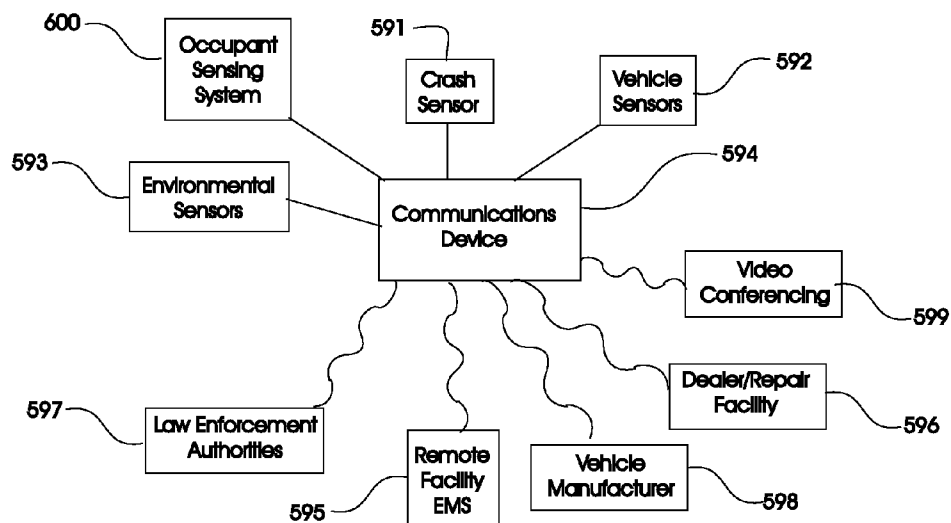 600
Occupant
Sensing
System
591
Crash
Sensor
Vehicle
Sensors
592
593
Environmental
Sensors
594
Communications
Device
Video
Conferencing
599
597
Law Enforcement
Authorities
Dealer/Repair
Facility
596
595
Remote
Facility
EMS
Vehicle
Manufacturer
598